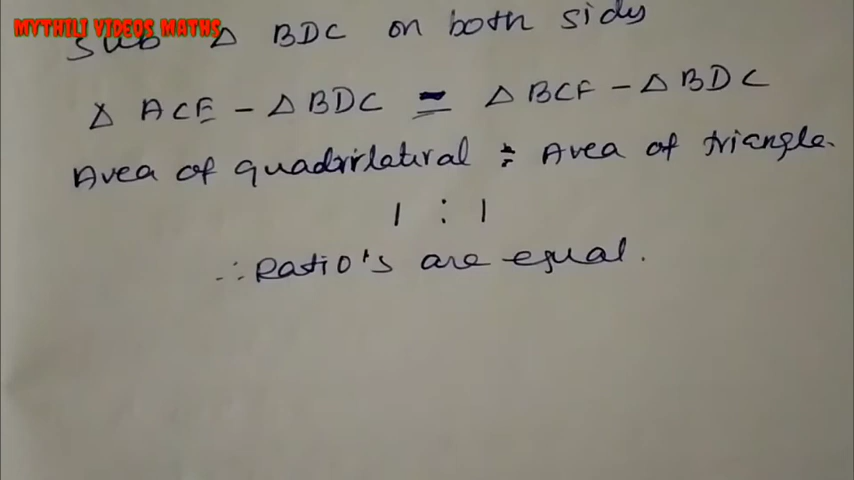 MYTHILI VIDEOS MATHS
Sub △ BDC on both sides
△ ACF - △ BDC = △ BCF - △ BDC
Area of quadrilateral = Area of triangle.
1 : 1
∴ Ratio's are equal.